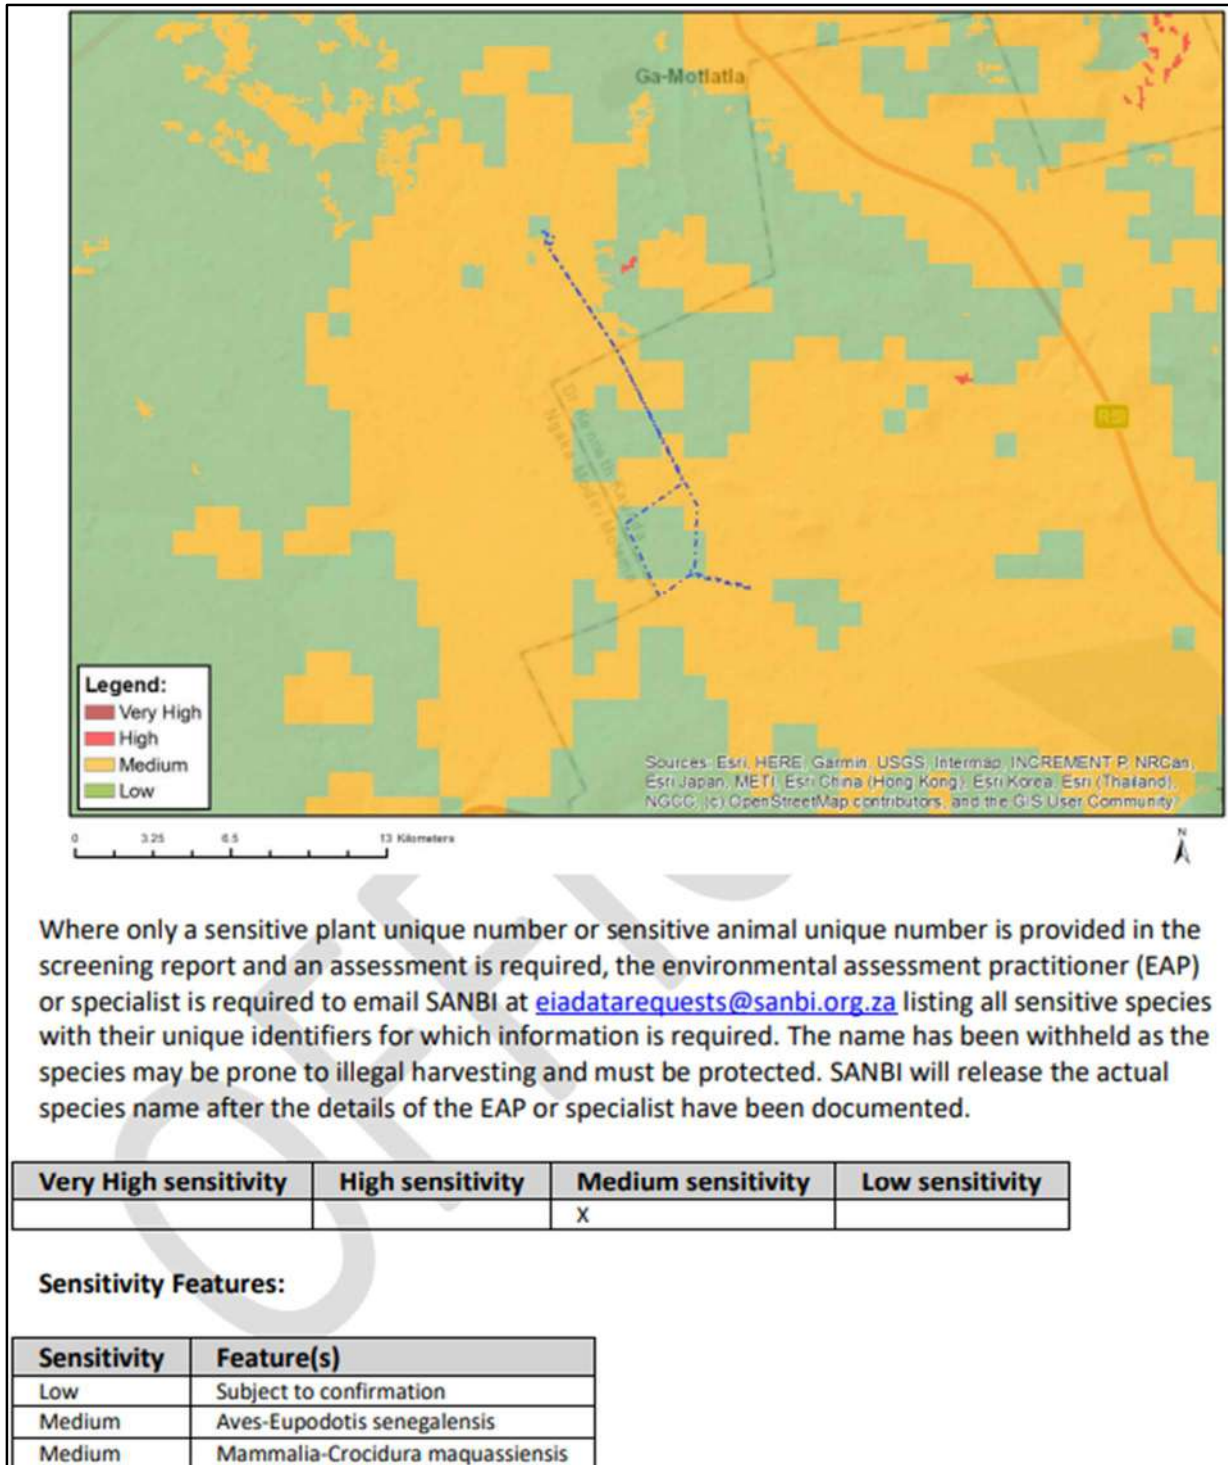 Ga-Motlatla
R-51
Dr Kenneth Kaunda
Ngaka Modiri Molema
Legend:
Very High
High
Medium
Low
Sources: Esri, HERE, Garmin, USGS, Intermap, INCREMENT P, NRCan,
Esri Japan, METI, Esri China (Hong Kong), Esri Korea, Esri (Thailand),
NGCC, (c) OpenStreetMap contributors, and the GIS User Community
0 3.25 6.5 13 Kilometers
N
Where only a sensitive plant unique number or sensitive animal unique number is provided in the
screening report and an assessment is required, the environmental assessment practitioner (EAP)
or specialist is required to email SANBI at eiadatarequests@sanbi.org.za listing all sensitive species
with their unique identifiers for which information is required. The name has been withheld as the
species may be prone to illegal harvesting and must be protected. SANBI will release the actual
species name after the details of the EAP or specialist have been documented.
Very High sensitivity High sensitivity Medium sensitivity Low sensitivity
X
Sensitivity Features:
Sensitivity Feature(s)
Low Subject to confirmation
Medium Aves-Eupodotis senegalensis
Medium Mammalia-Crocidura maquassiensis